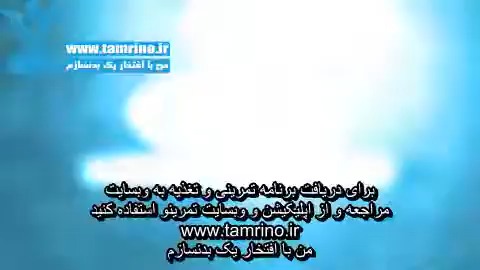 www.tamrino.ir
من با افتخار یک بدنسازم
برای دریافت برنامه تمرینی و تغذیه به وبسایت
مراجعه و از اپلیکیشن و وبسایت تمرینو استفاده کنید
www.tamrino.ir
من با افتخار یک بدنسازم